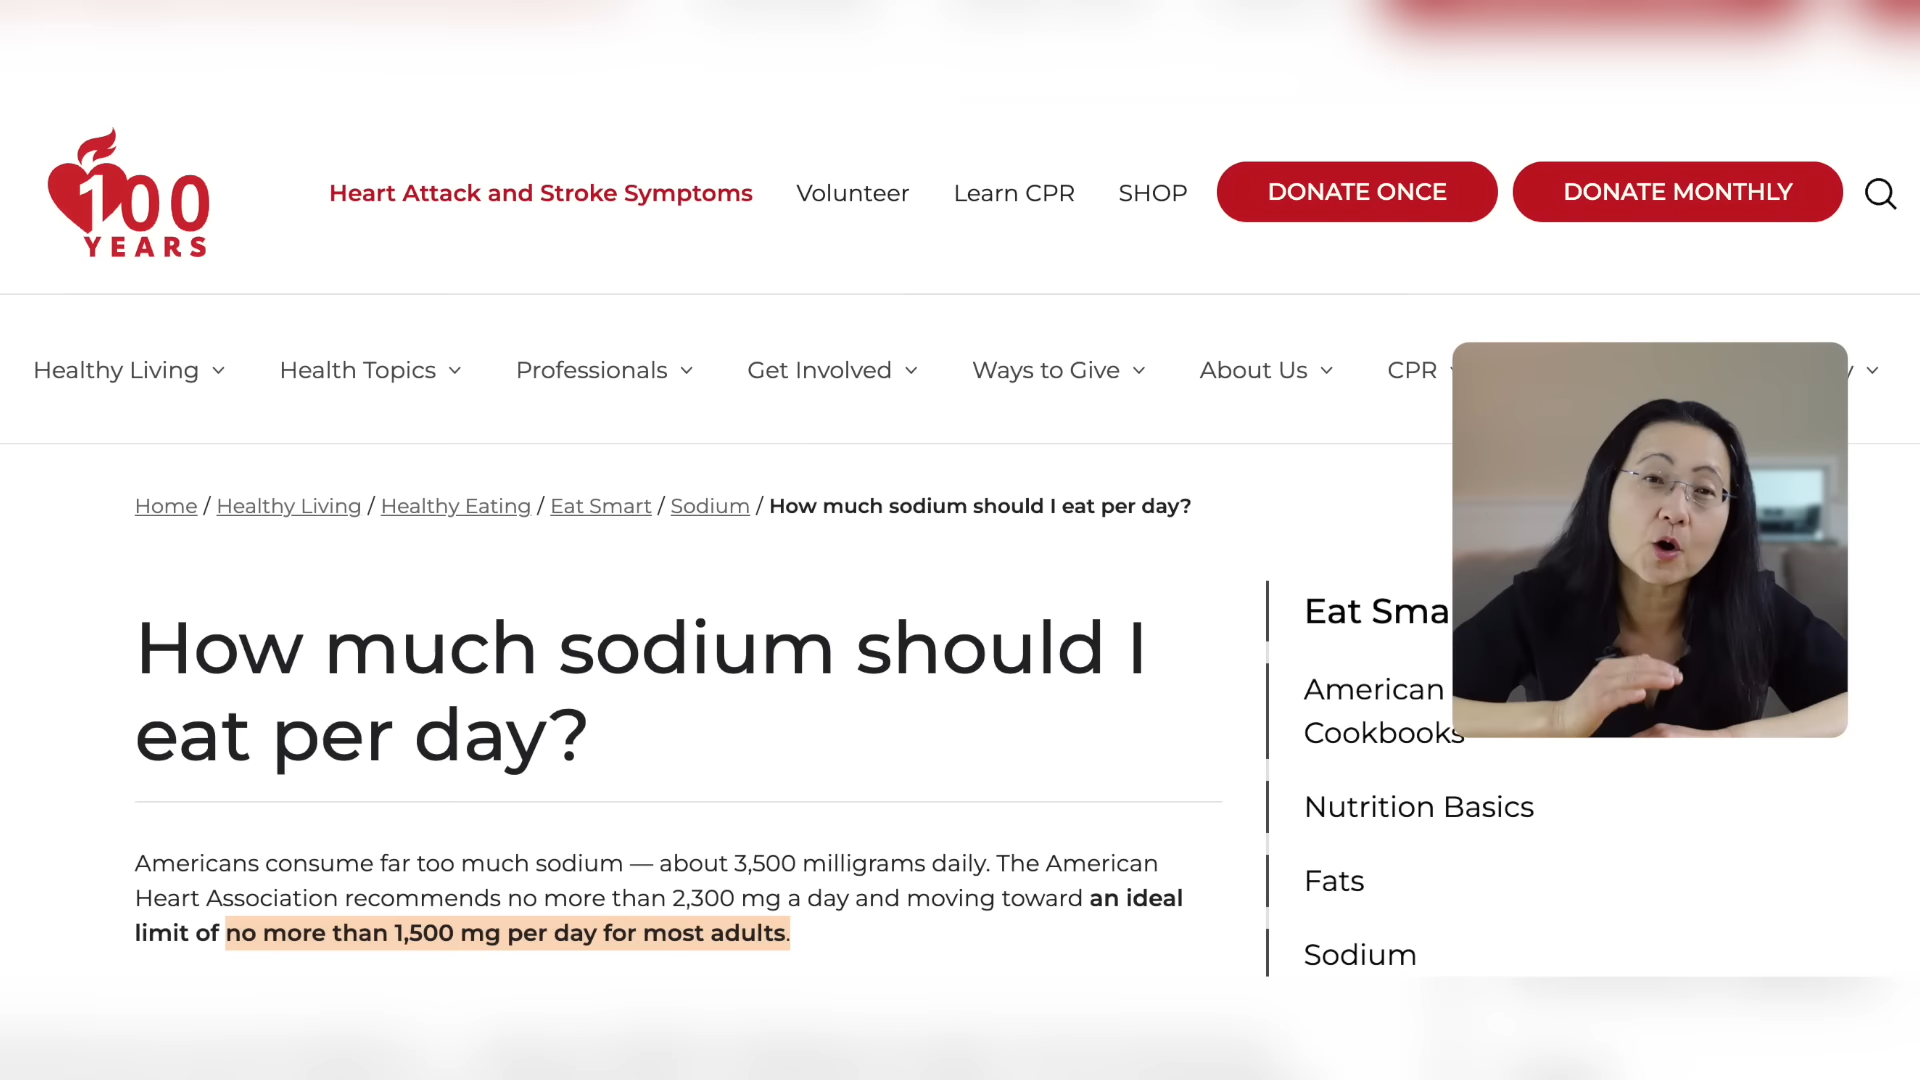 100
YEARS
Heart Attack and Stroke Symptoms Volunteer Learn CPR SHOP DONATE ONCE DONATE MONTHLY
Healthy Living Health Topics Professionals Get Involved Ways to Give About Us CPR
Home / Healthy Living / Healthy Eating / Eat Smart / Sodium / How much sodium should I eat per day?
How much sodium should I
eat per day?
Americans consume far too much sodium — about 3,500 milligrams daily. The American
Heart Association recommends no more than 2,300 mg a day and moving toward an ideal
limit of no more than 1,500 mg per day for most adults.
Eat Sma
American
Cookbooks
Nutrition Basics
Fats
Sodium